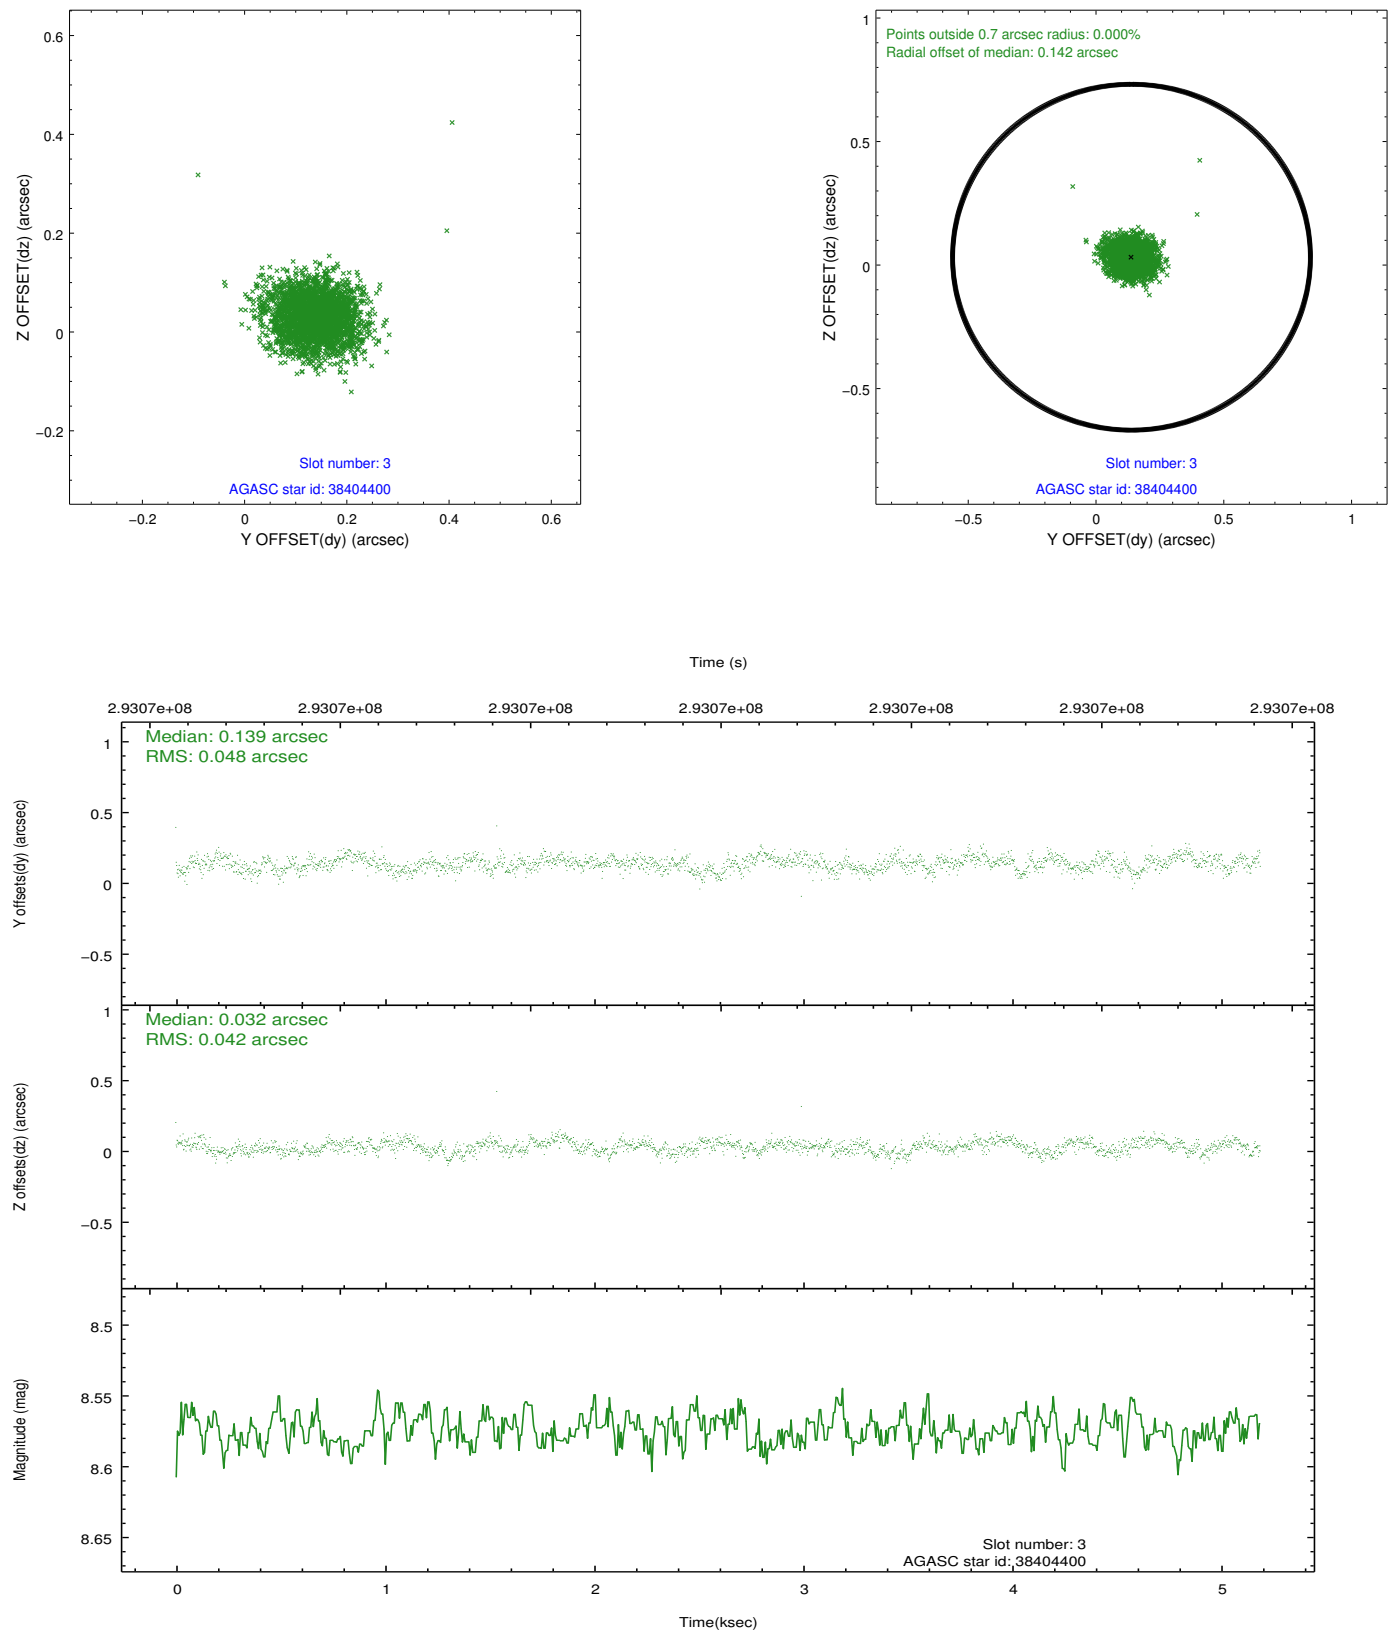 0.6
0.4
0.2
0
−0.2
Z OFFSET(dz) (arcsec)
Slot number: 3
AGASC star id: 38404400
−0.2 0 0.2 0.4 0.6
Y OFFSET(dy) (arcsec)
Points outside 0.7 arcsec radius: 0.000%
Radial offset of median: 0.142 arcsec
1
0.5
0
−0.5
Z OFFSET(dz) (arcsec)
Slot number: 3
AGASC star id: 38404400
−0.5 0 0.5 1
Y OFFSET(dy) (arcsec)
Time (s)
2.9307e+08 2.9307e+08 2.9307e+08 2.9307e+08 2.9307e+08 2.9307e+08 2.9307e+08
Median: 0.139 arcsec
RMS: 0.048 arcsec
1
0.5
0
−0.5
Y offsets(dy) (arcsec)
Median: 0.032 arcsec
RMS: 0.042 arcsec
1
0.5
0
−0.5
Z offsets(dz) (arcsec)
8.5
8.55
8.6
8.65
Magnitude (mag)
Slot number: 3
AGASC star id: 38404400
0 1 2 3 4 5
Time(ksec)